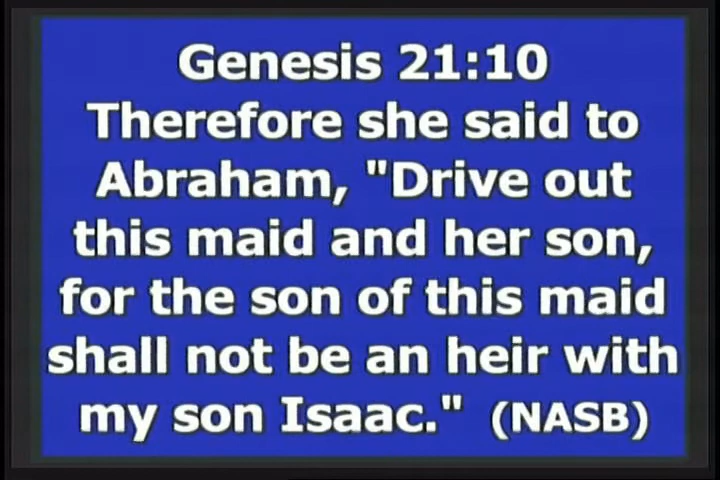 Genesis 21:10
Therefore she said to
Abraham, "Drive out
this maid and her son,
for the son of this maid
shall not be an heir with
my son Isaac." (NASB)